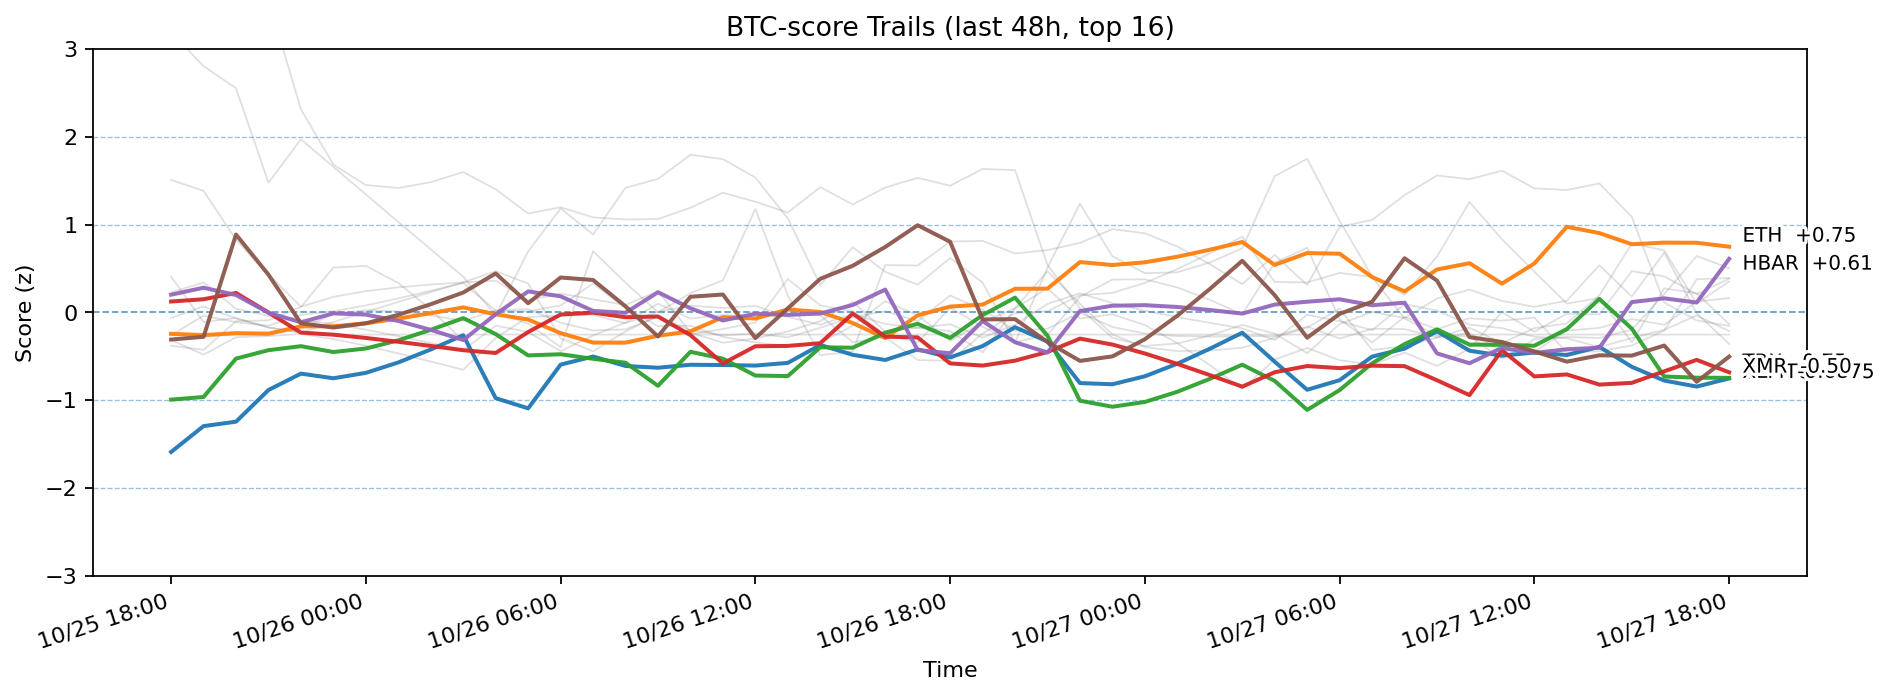 BTC-score Trails (last 48h, top 16)
Score (z)
3
2
1
0
−1
−2
−3
ETH +0.75
HBAR +0.61
XMR -0.50
10/25 18:00
10/26 00:00
10/26 06:00
10/26 12:00
10/26 18:00
10/27 00:00
10/27 06:00
10/27 12:00
10/27 18:00
Time